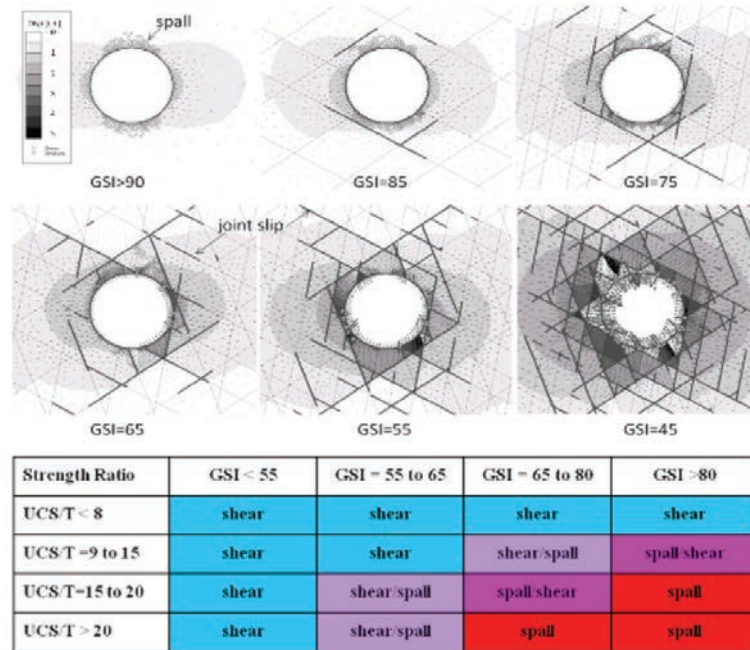 spall
GSI>90
GSI=85
GSI=75
joint slip
GSI=65
GSI=55
GSI=45
Strength Ratio GSI < 55 GSI = 55 to 65 GSI = 65 to 80 GSI >80
UCS/T < 8 shear shear shear shear
UCS/T =9 to 15 shear shear shear/spall spall/shear
UCS/T=15 to 20 shear shear/spall spall/shear spall
UCS/T > 20 shear shear/spall spall spall